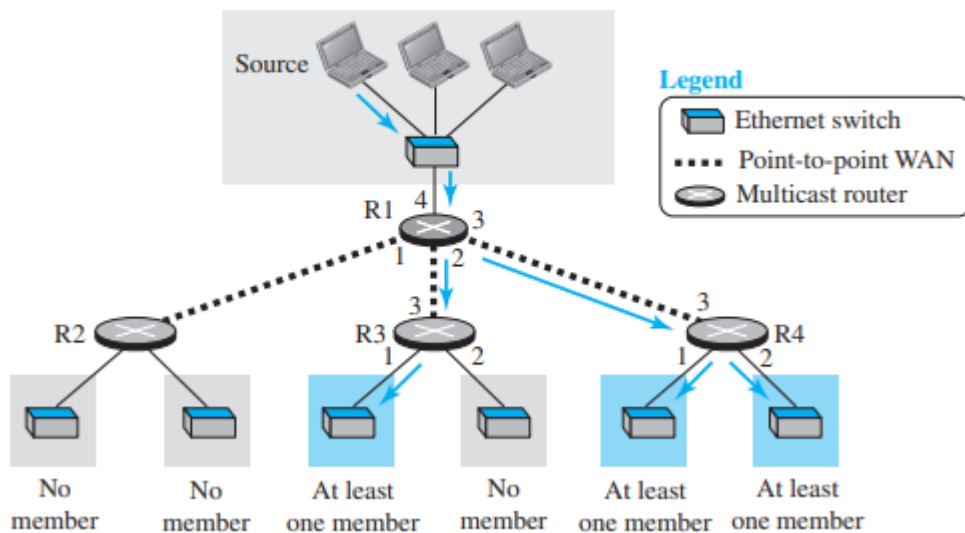 Source
Legend
Ethernet switch
Point-to-point WAN
Multicast router
R1
4
3
1
2
R2
3
R3
1
2
3
R4
1
2
No
member
No
member
At least
one member
No
member
At least
one member
At least
one member